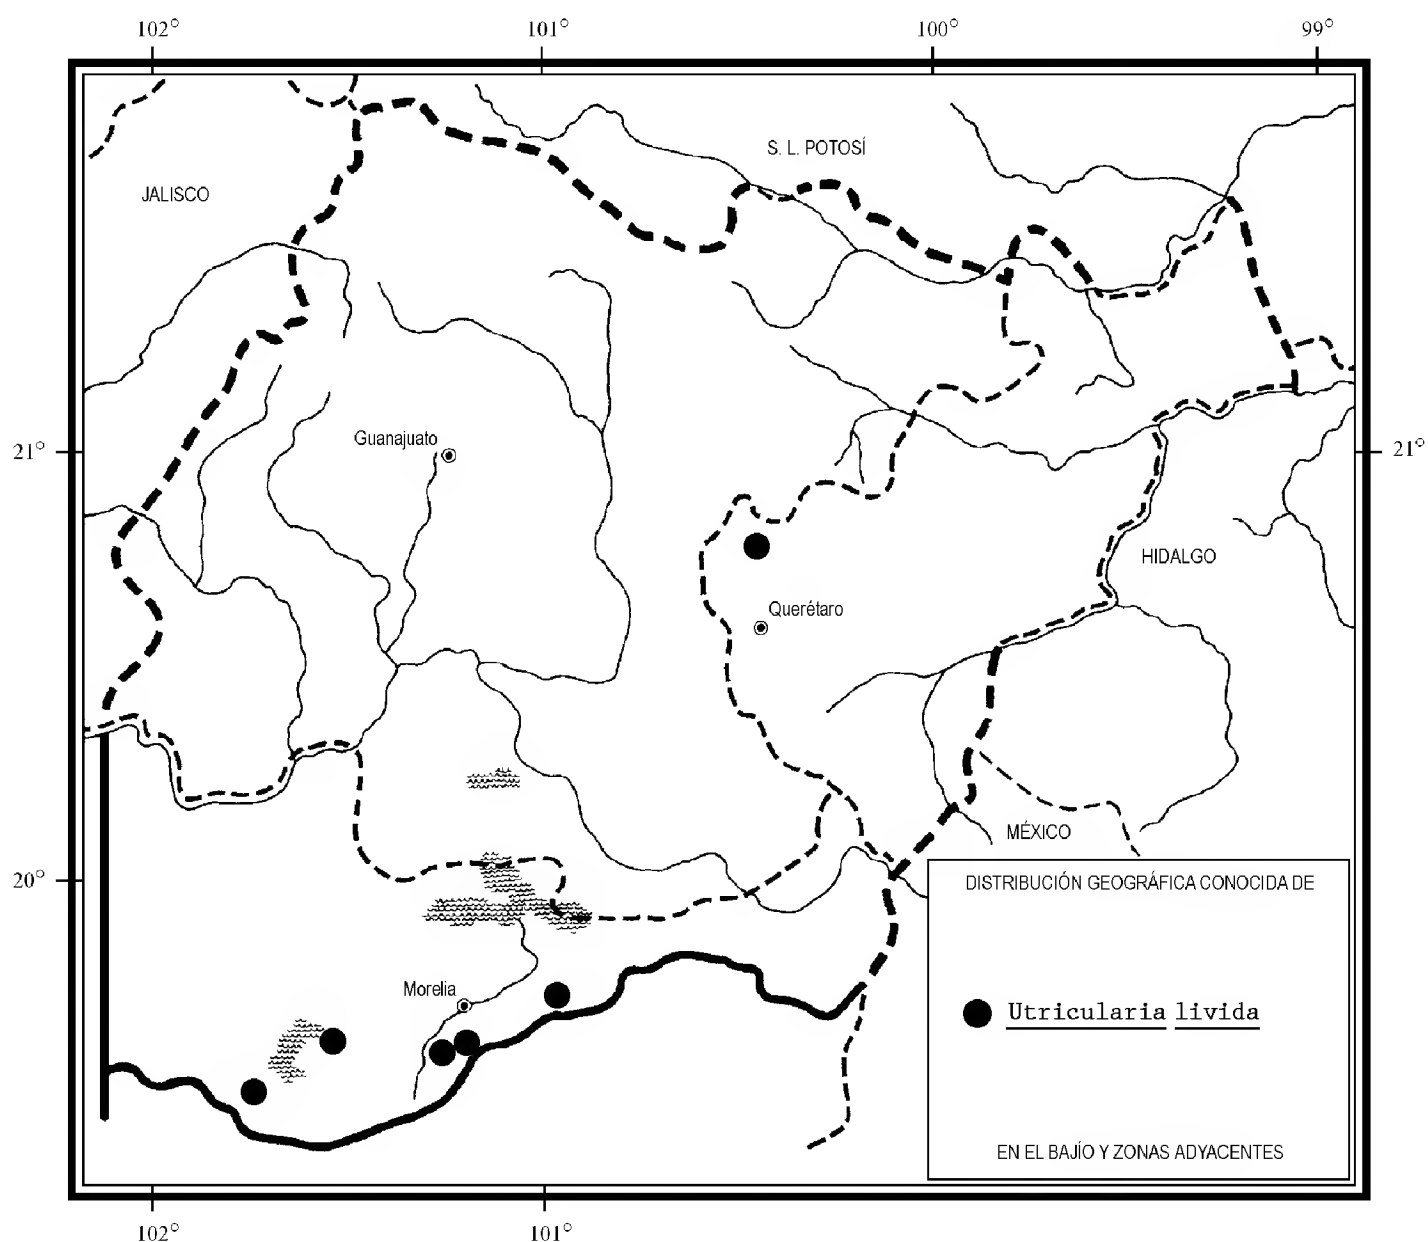 102° 101° 100° 99°
S. L. POTOSÍ
JALISCO
Guanajuato
21° 21°
HIDALGO
Querétaro
MÉXICO
20°
DISTRIBUCIÓN GEOGRÁFICA CONOCIDA DE
Morelia
Utricularia livida
EN EL BAJÍO Y ZONAS ADYACENTES
102° 101°